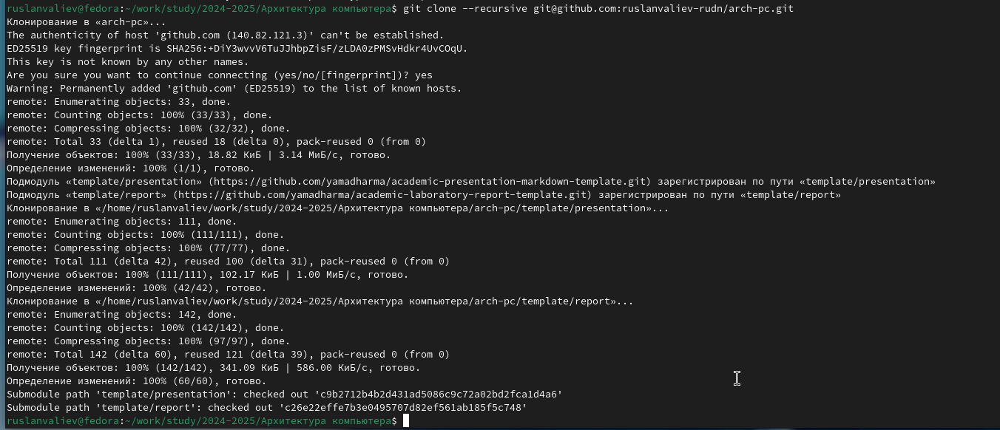 ruslanvaliev@fedora:~/work/study/2024-2025/Архитектура компьютера$ git clone --recursive git@github.com:ruslanvaliev-rudn/arch-pc.git
Клонирование в «arch-pc»...
The authenticity of host 'github.com (140.82.121.3)' can't be established.
ED25519 key fingerprint is SHA256:+DiY3wvvV6TuJJhbpZisF/zLDA0zPMSvHdkr4UvCOqU.
This key is not known by any other names.
Are you sure you want to continue connecting (yes/no/[fingerprint])? yes
Warning: Permanently added 'github.com' (ED25519) to the list of known hosts.
remote: Enumerating objects: 33, done.
remote: Counting objects: 100% (33/33), done.
remote: Compressing objects: 100% (32/32), done.
remote: Total 33 (delta 1), reused 18 (delta 0), pack-reused 0 (from 0)
Получение объектов: 100% (33/33), 18.82 КиБ | 3.14 МиБ/с, готово.
Определение изменений: 100% (1/1), готово.
Подмодуль «template/presentation» (https://github.com/yamadharma/academic-presentation-markdown-template.git) зарегистрирован по пути «template/presentation»
Подмодуль «template/report» (https://github.com/yamadharma/academic-laboratory-report-template.git) зарегистрирован по пути «template/report»
Клонирование в «/home/ruslanvaliev/work/study/2024-2025/Архитектура компьютера/arch-pc/template/presentation»...
remote: Enumerating objects: 111, done.
remote: Counting objects: 100% (111/111), done.
remote: Compressing objects: 100% (77/77), done.
remote: Total 111 (delta 42), reused 100 (delta 31), pack-reused 0 (from 0)
Получение объектов: 100% (111/111), 102.17 КиБ | 1.00 МиБ/с, готово.
Определение изменений: 100% (42/42), готово.
Клонирование в «/home/ruslanvaliev/work/study/2024-2025/Архитектура компьютера/arch-pc/template/report»...
remote: Enumerating objects: 142, done.
remote: Counting objects: 100% (142/142), done.
remote: Compressing objects: 100% (97/97), done.
remote: Total 142 (delta 60), reused 121 (delta 39), pack-reused 0 (from 0)
Получение объектов: 100% (142/142), 341.09 КиБ | 586.00 КиБ/с, готово.
Определение изменений: 100% (60/60), готово.
Submodule path 'template/presentation': checked out 'c9b2712b4b2d431ad5086c9c72a02bd2fca1d4a6'
Submodule path 'template/report': checked out 'c26e22effe7b3e0495707d82ef561ab185f5c748'
ruslanvaliev@fedora:~/work/study/2024-2025/Архитектура компьютера$